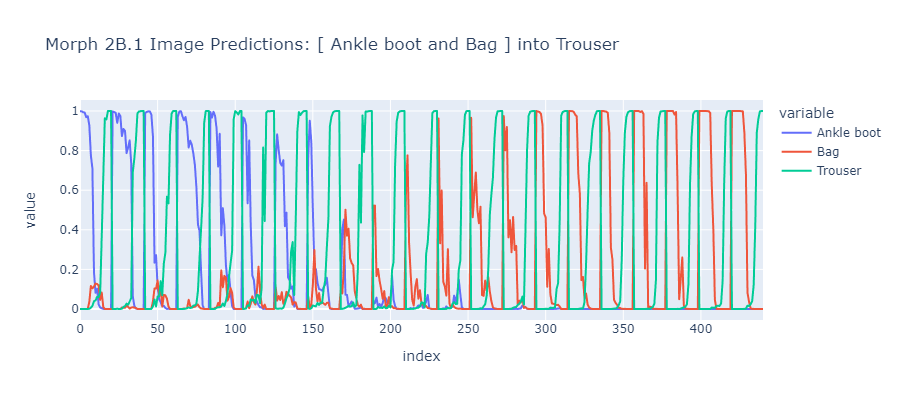 Morph 2B.1 Image Predictions: [ Ankle boot and Bag ] into Trouser
variable
Ankle boot
Bag
Trouser
value
1
0.8
0.6
0.4
0.2
0
0 50 100 150 200 250 300 350 400
index